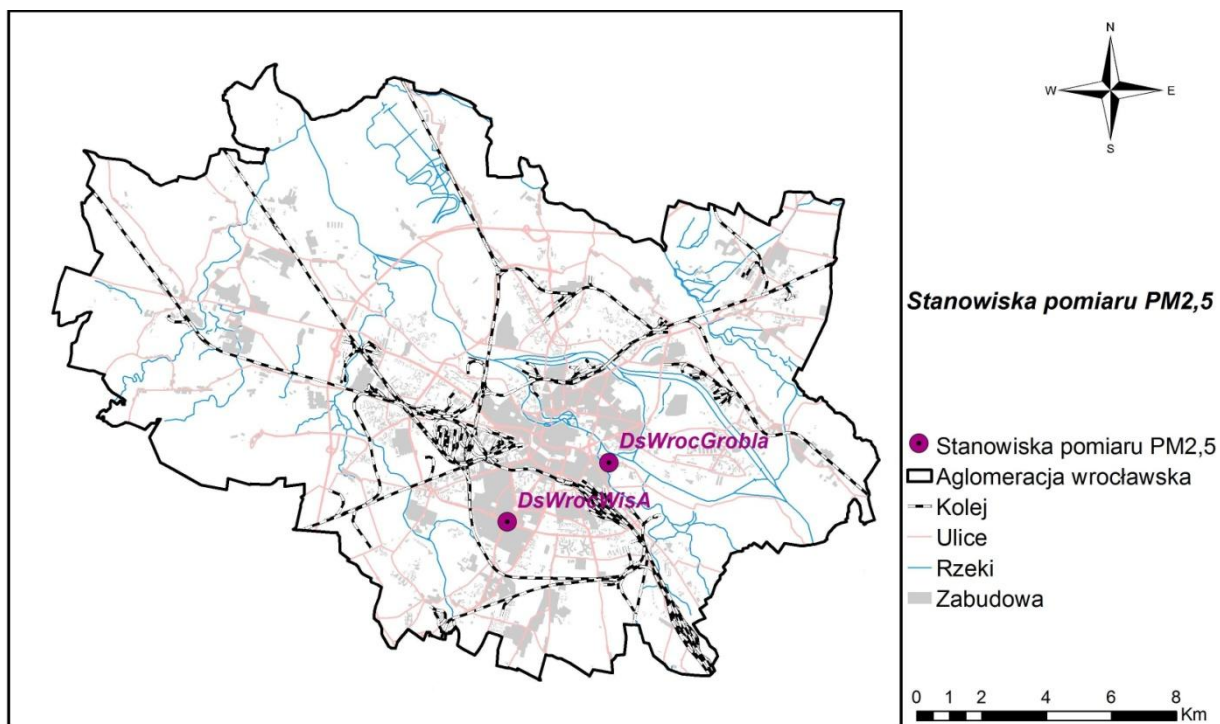 N
W E
S
Stanowiska pomiaru PM2,5
DsWrocGrobla
DsWrocWisA
Stanowiska pomiaru PM2,5
Aglomeracja wrocławska
Kolej
Ulice
Rzeki
Zabudowa
0 1 2 4 6 8
Km